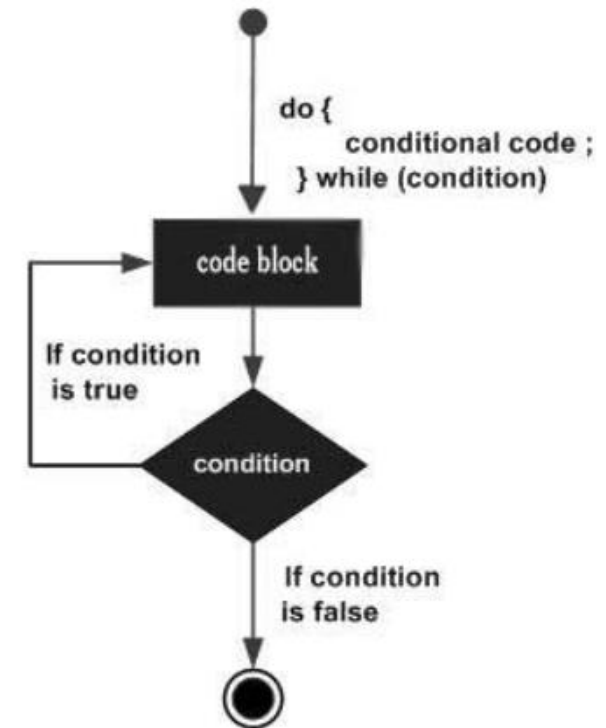 do {
conditional code ;
} while (condition)
code block
If condition
is true
condition
If condition
is false